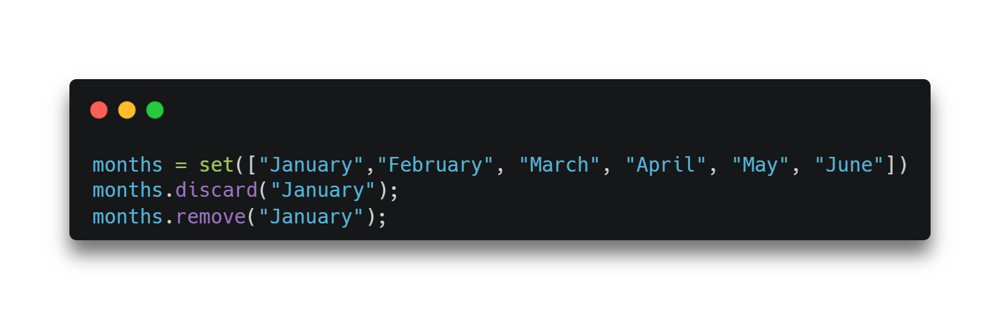 months = set(["January","February", "March", "April", "May", "June"])
months.discard("January");
months.remove("January");